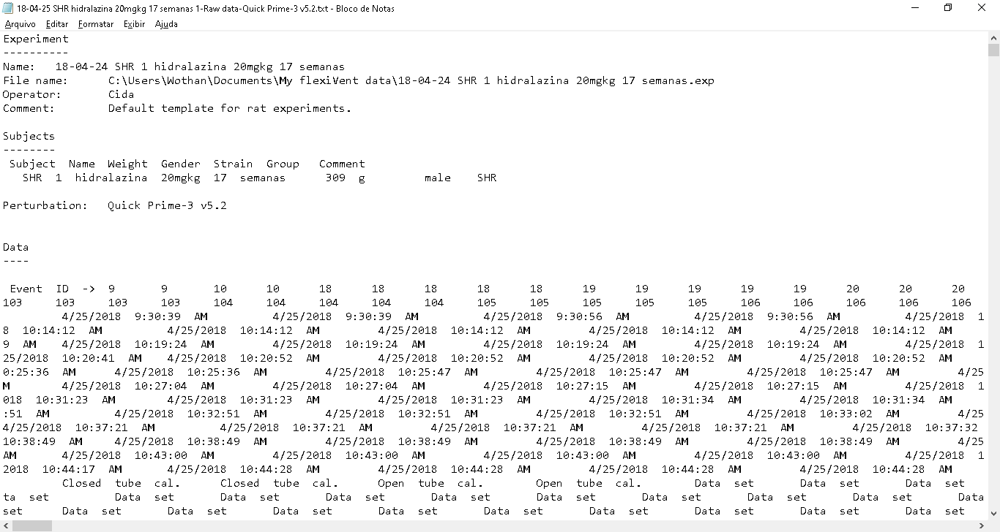 18-04-25 SHR hidralazina 20mgkg 17 semanas 1-Raw data-Quick Prime-3 v5.2.txt - Bloco de Notas
Arquivo Editar Formatar Exibir Ajuda
Experiment
----------
Name: 18-04-24 SHR 1 hidralazina 20mgkg 17 semanas
File name: C:\Users\Wothan\Documents\My flexiVent data\18-04-24 SHR 1 hidralazina 20mgkg 17 semanas.exp
Operator: Cida
Comment: Default template for rat experiments.
Subjects
--------
Subject Name Weight Gender Strain Group Comment
SHR 1 hidralazina 20mgkg 17 semanas 309 g male SHR
Perturbation: Quick Prime-3 v5.2
Data
----
Event ID -> 9 9 10 10 18 18 18 18 18 19 19 19 19 19 20 20 20
103 103 103 103 104 104 104 104 104 105 105 105 105 105 106 106 106 106 106
4/25/2018 9:30:39 AM 4/25/2018 9:30:39 AM 4/25/2018 9:30:56 AM 4/25/2018 9:30:56 AM 4/25/2018 1
8 10:14:12 AM 4/25/2018 10:14:12 AM 4/25/2018 10:14:12 AM 4/25/2018 10:14:12 AM 4/25/2018 10:14:12 AM
9 AM 4/25/2018 10:19:24 AM 4/25/2018 10:19:24 AM 4/25/2018 10:19:24 AM 4/25/2018 10:19:24 AM 4/25/2018 1
25/2018 10:20:41 AM 4/25/2018 10:20:52 AM 4/25/2018 10:20:52 AM 4/25/2018 10:20:52 AM 4/25/2018 10:20:52 AM
0:25:36 AM 4/25/2018 10:25:36 AM 4/25/2018 10:25:47 AM 4/25/2018 10:25:47 AM 4/25/2018 10:25:47 AM 4/25
M 4/25/2018 10:27:04 AM 4/25/2018 10:27:04 AM 4/25/2018 10:27:15 AM 4/25/2018 10:27:15 AM 4/25/2018 1
018 10:31:23 AM 4/25/2018 10:31:23 AM 4/25/2018 10:31:23 AM 4/25/2018 10:31:34 AM 4/25/2018 10:31:34 AM
:51 AM 4/25/2018 10:32:51 AM 4/25/2018 10:32:51 AM 4/25/2018 10:32:51 AM 4/25/2018 10:33:02 AM 4/25
4/25/2018 10:37:21 AM 4/25/2018 10:37:21 AM 4/25/2018 10:37:21 AM 4/25/2018 10:37:21 AM 4/25/2018 10:37:32
10:38:49 AM 4/25/2018 10:38:49 AM 4/25/2018 10:38:49 AM 4/25/2018 10:38:49 AM 4/25/2018 10:38:49 AM 4/25
AM 4/25/2018 10:43:00 AM 4/25/2018 10:43:00 AM 4/25/2018 10:43:00 AM 4/25/2018 10:43:00 AM 4/25/2018 1
2018 10:44:17 AM 4/25/2018 10:44:28 AM 4/25/2018 10:44:28 AM 4/25/2018 10:44:28 AM 4/25/2018 10:44:28 AM
Closed tube cal. Closed tube cal. Open tube cal. Open tube cal. Data set Data set Data set
ta set Data set Data set Data set Data set Data set Data set Data set Data set Data
set Data set Data set Data set Data set Data set Data set Data set Data set Data set